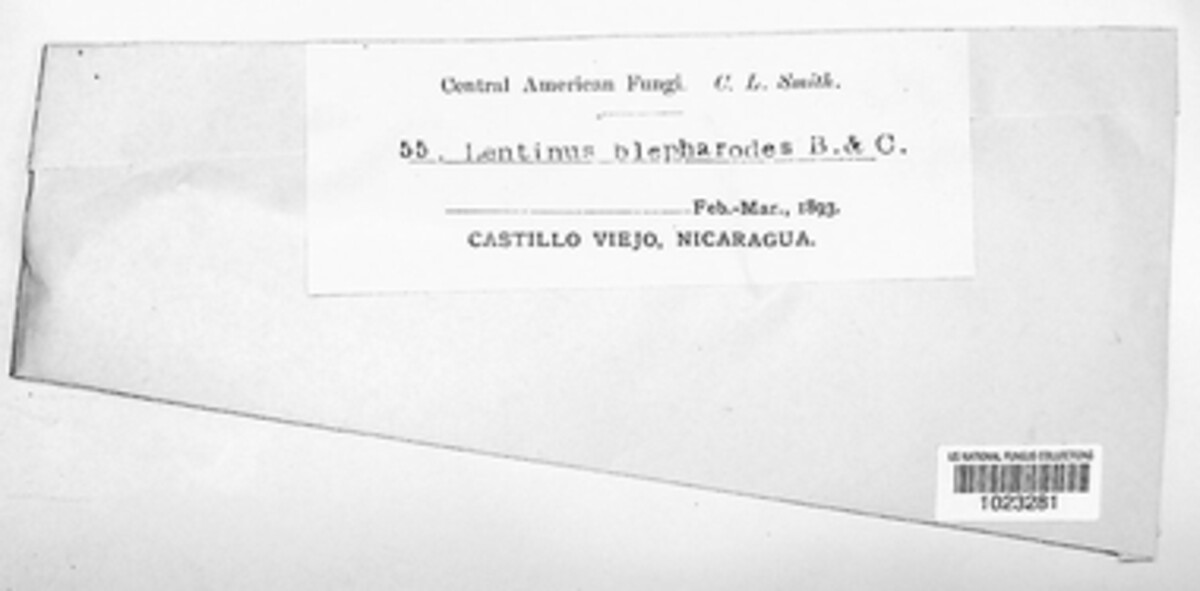 Central American Fungi. C. L. Smith.
55. Lentinus blepharodes B. & C.
Feb.-Mar., 1893.
CASTILLO VIEJO, NICARAGUA.
US NATIONAL FUNGUS COLLECTIONS
1023281